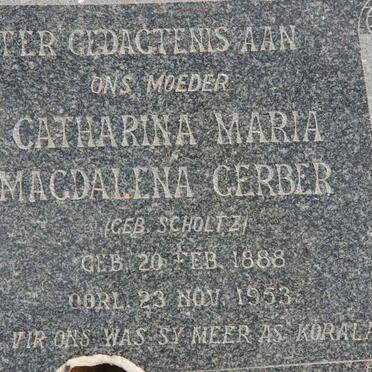 TER GEDAGTENIS AAN
ONS MOEDER
CATHARINA MARIA
MAGDALENA GERBER
(GEB. SCHOLTZ)
GEB. 20 FEB. 1888
OORL. 23 NOV. 1953
VIR ONS WAS SY MEER AS KORALE